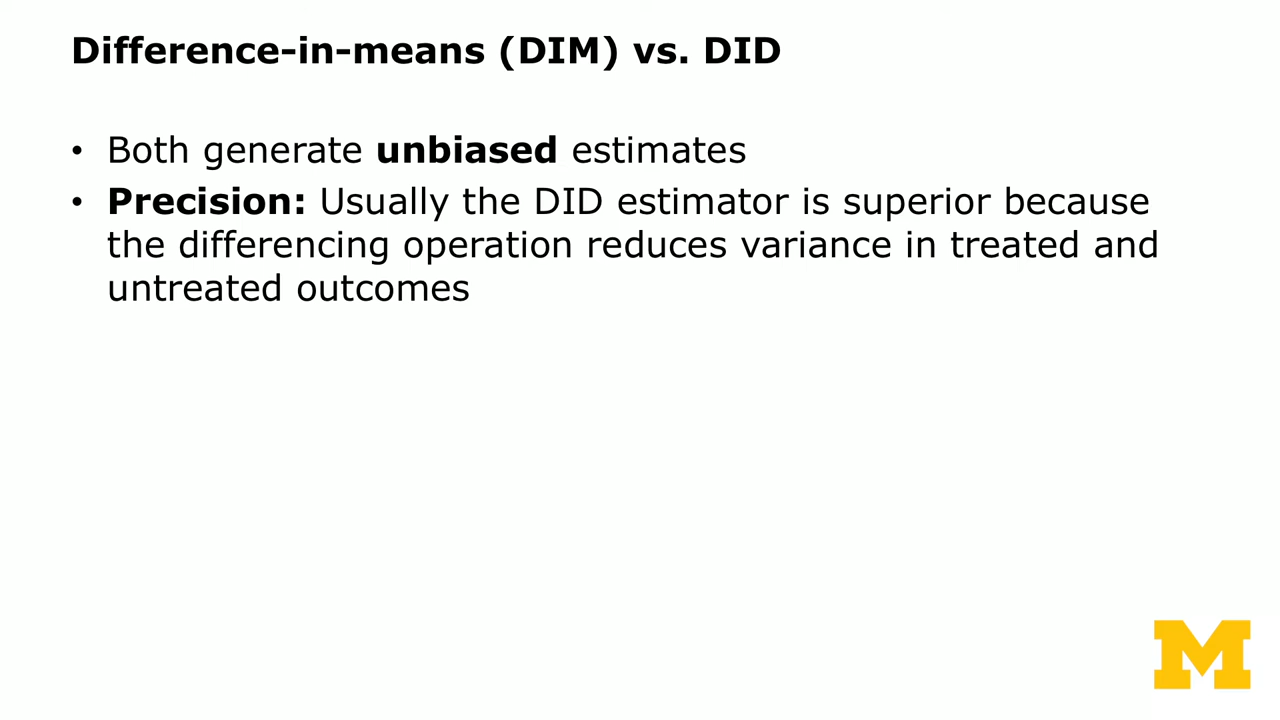 Difference-in-means (DIM) vs. DID
• Both generate unbiased estimates
• Precision: Usually the DID estimator is superior because
the differencing operation reduces variance in treated and
untreated outcomes
M